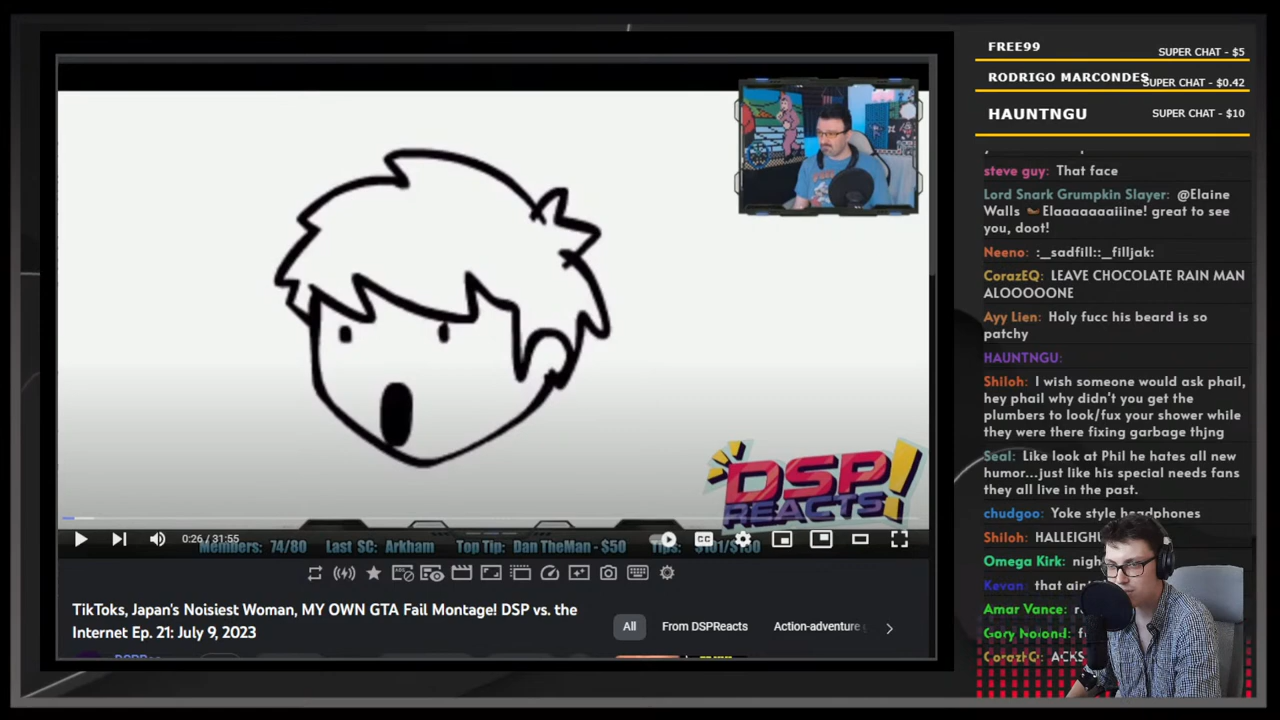 FREE99
SUPER CHAT - $5
RODRIGO MARCONDES
SUPER CHAT - $0.42
HAUNTNGU
SUPER CHAT - $10
steve guy: That face
Lord Snark Grumpkin Slayer: @Elaine
Walls Elaaaaaaiiine! great to see
you, doot!
Neeno: :_sadfill::_filljak:
CorazEQ: LEAVE CHOCOLATE RAIN MAN
ALOOOOONE
Ayy Lien: Holy fucc his beard is so
patchy
HAUNTNGU:
Shiloh: I wish someone would ask phail,
hey phail why didn't you get the
plumbers to look/fux your shower while
they were there fixing garbage thjng
Seal: Like look at Phil he hates all new
humor...just like his special needs fans
they all live in the past.
chudgoo: Yoke style headphones
Shiloh:
Omega Kirk:
Kevan: that
Amar Vance:
Gory Noiond:
CorazEQ:
DSP
REACTS!
0:26 / 31:55
CC
Members: 74/80 Last SC: Arkham Top Tip: Dan TheMan - $50 Tips: $101/$150
TikToks, Japan's Noisiest Woman, MY OWN GTA Fail Montage! DSP vs. the
Internet Ep. 21: July 9, 2023
All
From DSPReacts
Action-adventure